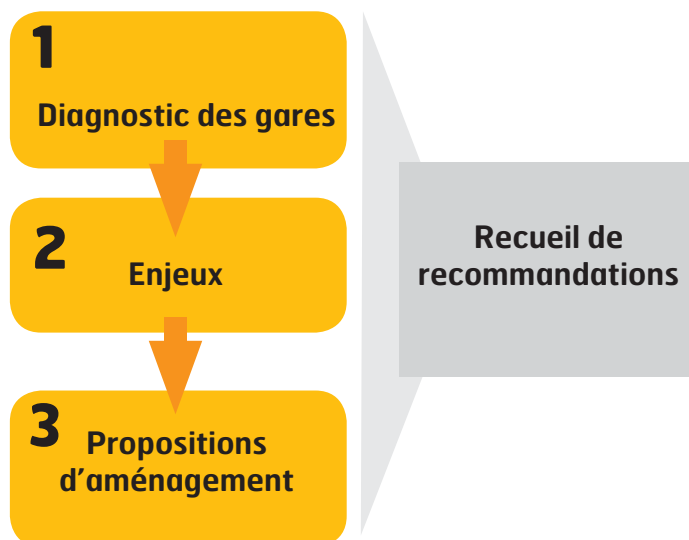 1
Diagnostic des gares
2
Enjeux
3
Propositions
d'aménagement
Recueil de
recommandations